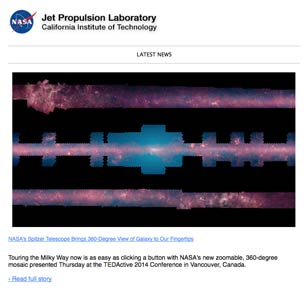 NASA
Jet Propulsion Laboratory
California Institute of Technology
LATEST NEWS
NASA's Spitzer Telescope Brings 360-Degree View of Galaxy to Our Fingertips
Touring the Milky Way now is as easy as clicking a button with NASA's new zoomable, 360-degree
mosaic presented Thursday at the TEDActive 2014 Conference in Vancouver, Canada.
› Read full story